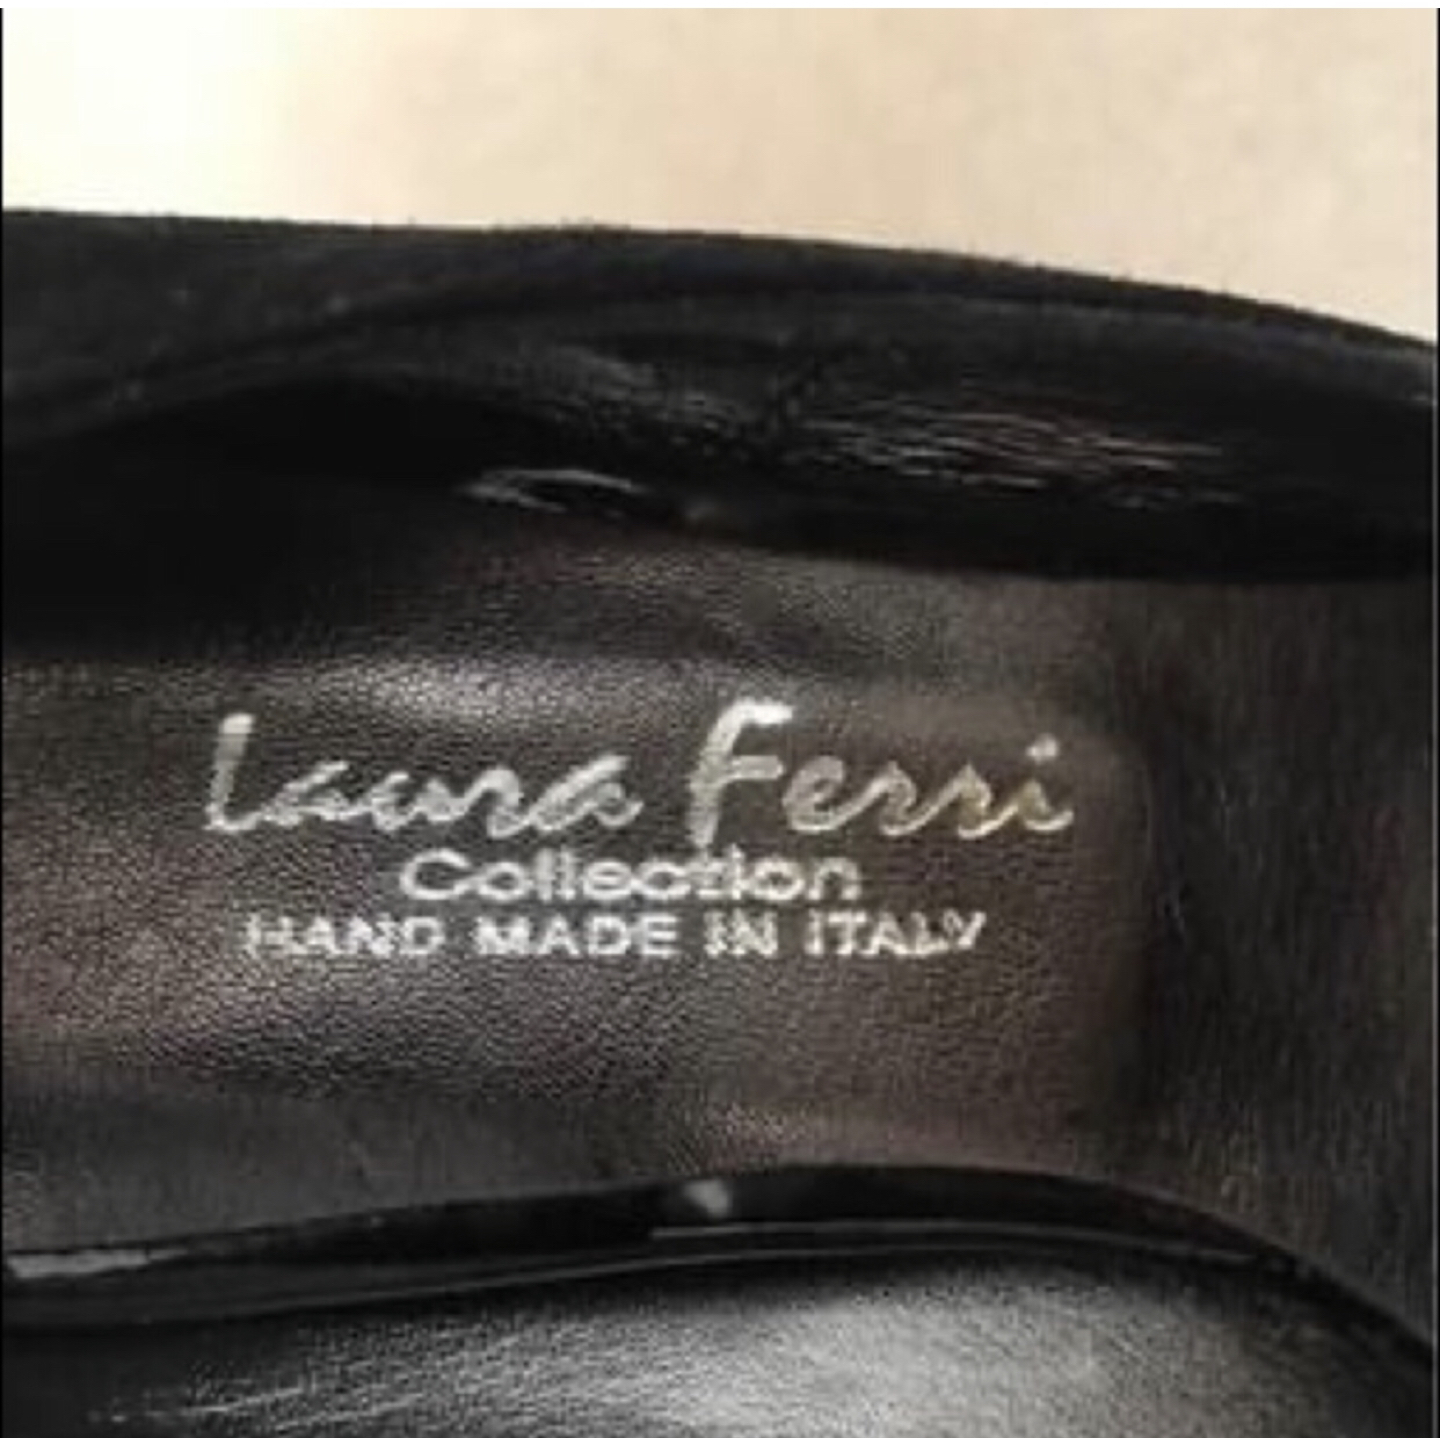 Laura Ferri
Collection
HAND MADE IN ITALY